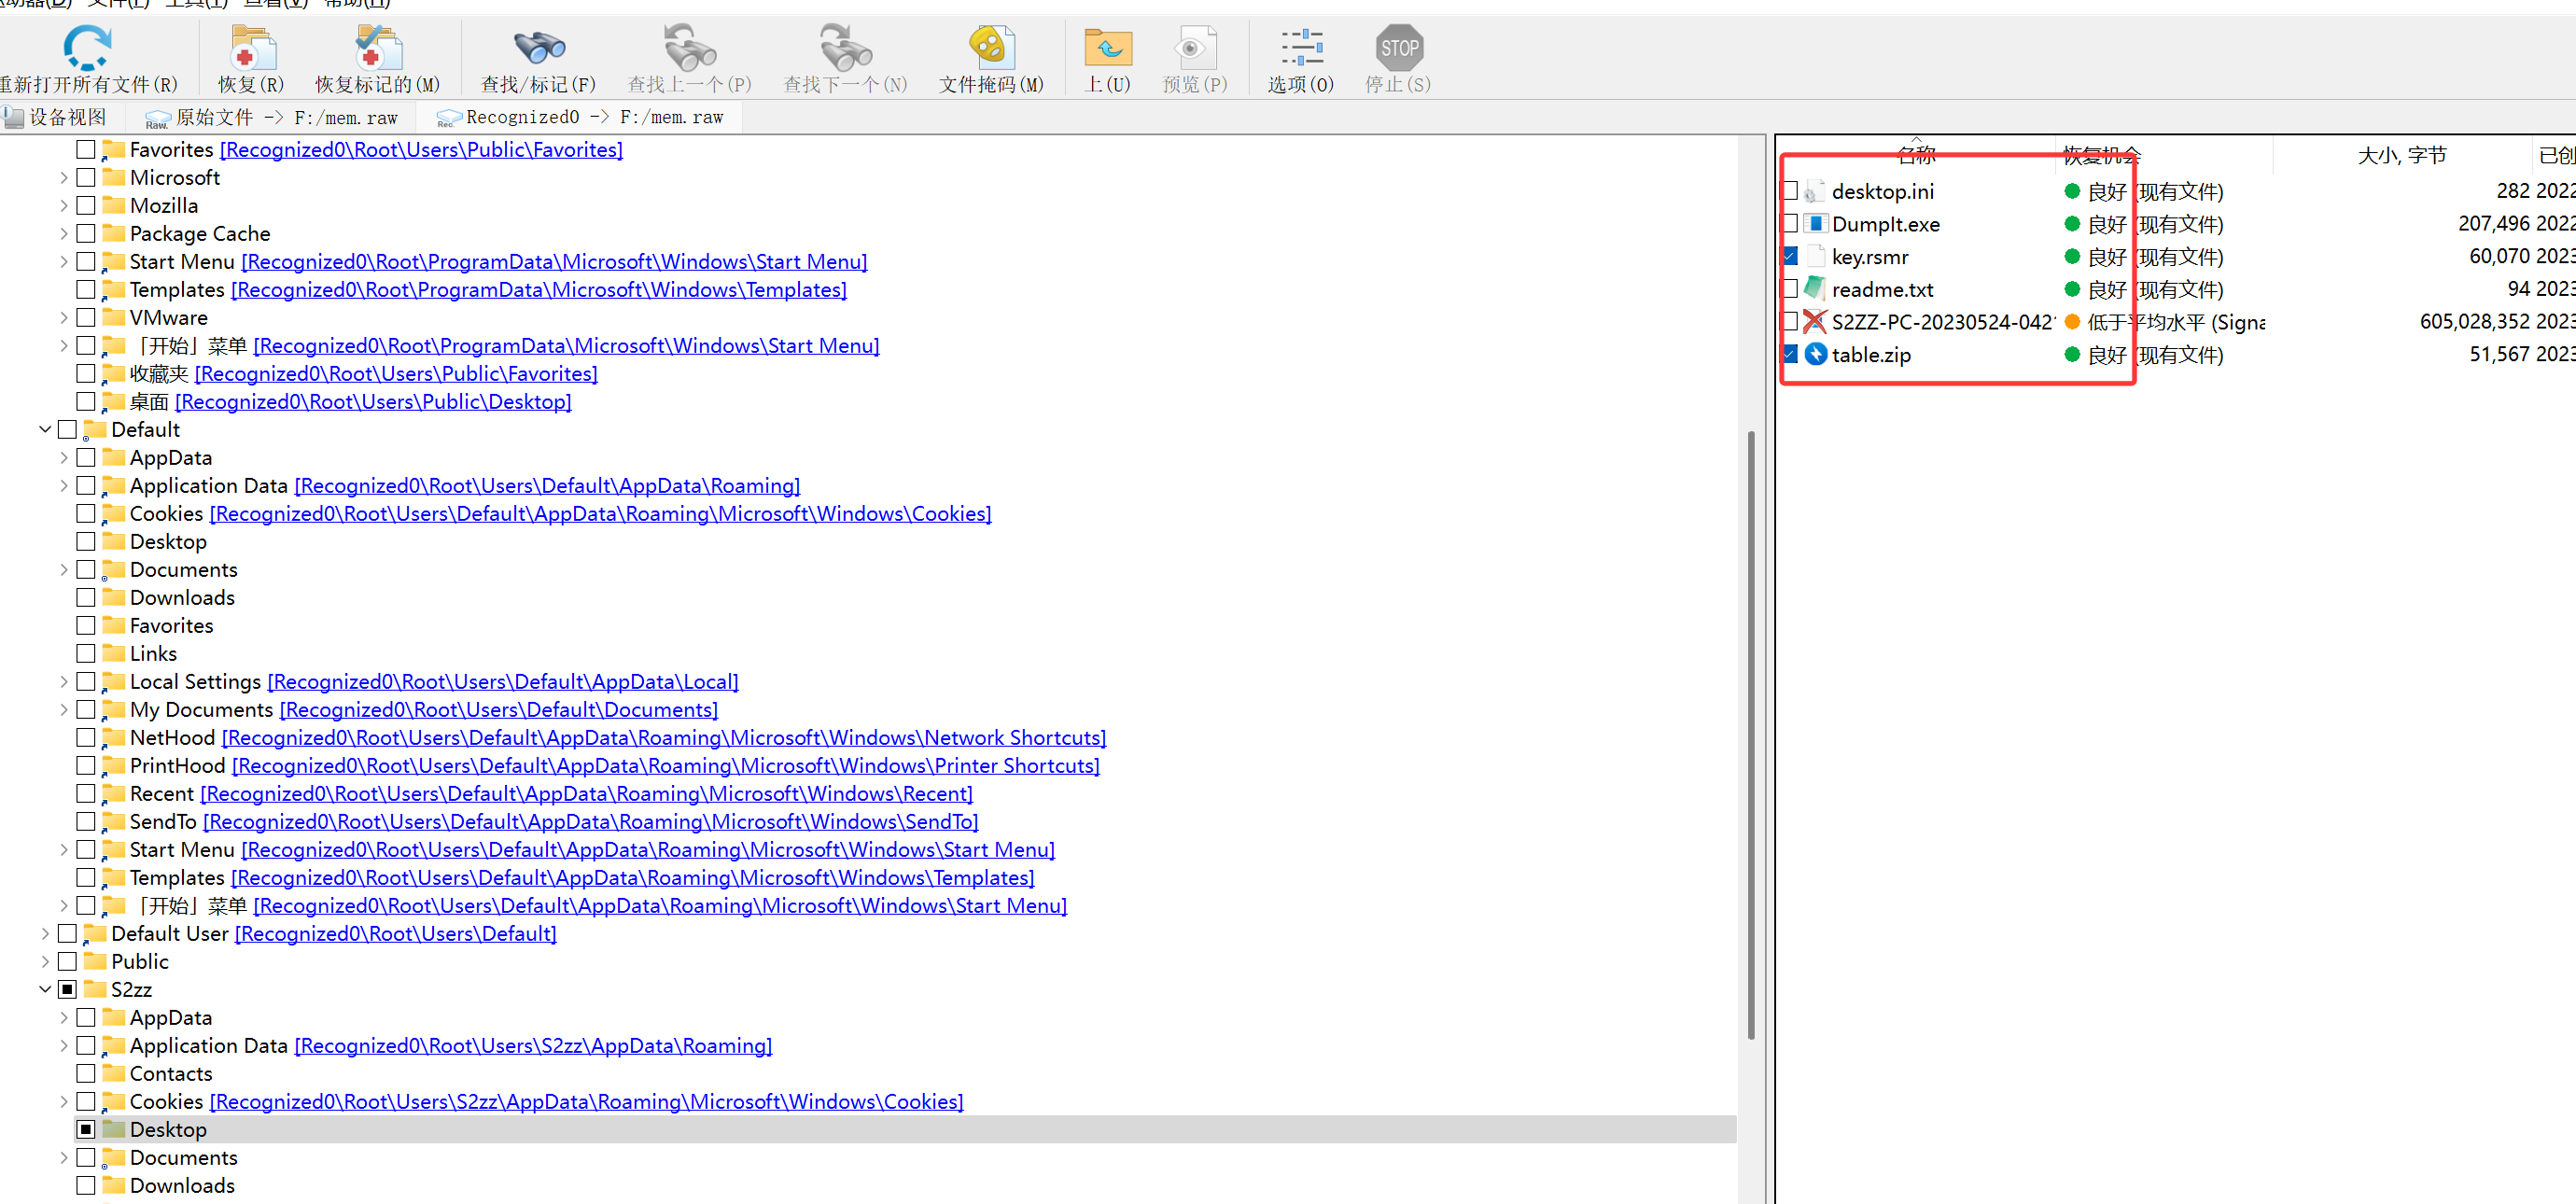 文件(F) 工具(T) 查看(V) 帮助(H)
重新打开所有文件(R) 恢复(R) 恢复标记的(M) 查找/标记(F) 查找上一个(P) 查找下一个(N) 文件掩码(M) 上(U) 预览(P) 选项(O) 停止(S)
STOP
设备视图 Raw. 原始文件 -> F:/mem.raw Rec. Recognized0 -> F:/mem.raw
Favorites [Recognized0\Root\Users\Public\Favorites]
Microsoft
Mozilla
Package Cache
Start Menu [Recognized0\Root\ProgramData\Microsoft\Windows\Start Menu]
Templates [Recognized0\Root\ProgramData\Microsoft\Windows\Templates]
VMware
「开始」菜单 [Recognized0\Root\ProgramData\Microsoft\Windows\Start Menu]
收藏夹 [Recognized0\Root\Users\Public\Favorites]
桌面 [Recognized0\Root\Users\Public\Desktop]
Default
AppData
Application Data [Recognized0\Root\Users\Default\AppData\Roaming]
Cookies [Recognized0\Root\Users\Default\AppData\Roaming\Microsoft\Windows\Cookies]
Desktop
Documents
Downloads
Favorites
Links
Local Settings [Recognized0\Root\Users\Default\AppData\Local]
My Documents [Recognized0\Root\Users\Default\Documents]
NetHood [Recognized0\Root\Users\Default\AppData\Roaming\Microsoft\Windows\Network Shortcuts]
PrintHood [Recognized0\Root\Users\Default\AppData\Roaming\Microsoft\Windows\Printer Shortcuts]
Recent [Recognized0\Root\Users\Default\AppData\Roaming\Microsoft\Windows\Recent]
SendTo [Recognized0\Root\Users\Default\AppData\Roaming\Microsoft\Windows\SendTo]
Start Menu [Recognized0\Root\Users\Default\AppData\Roaming\Microsoft\Windows\Start Menu]
Templates [Recognized0\Root\Users\Default\AppData\Roaming\Microsoft\Windows\Templates]
「开始」菜单 [Recognized0\Root\Users\Default\AppData\Roaming\Microsoft\Windows\Start Menu]
Default User [Recognized0\Root\Users\Default]
Public
S2zz
AppData
Application Data [Recognized0\Root\Users\S2zz\AppData\Roaming]
Contacts
Cookies [Recognized0\Root\Users\S2zz\AppData\Roaming\Microsoft\Windows\Cookies]
Desktop
Documents
Downloads
名称 恢复机会 大小, 字节 已创
desktop.ini 良好 (现有文件) 282 2022
DumpIt.exe 良好 (现有文件) 207,496 2022
key.rsmr 良好 (现有文件) 60,070 2023
readme.txt 良好 (现有文件) 94 2023
S2ZZ-PC-20230524-042 低于平均水平 (Signa 605,028,352 2023
table.zip 良好 (现有文件) 51,567 2023